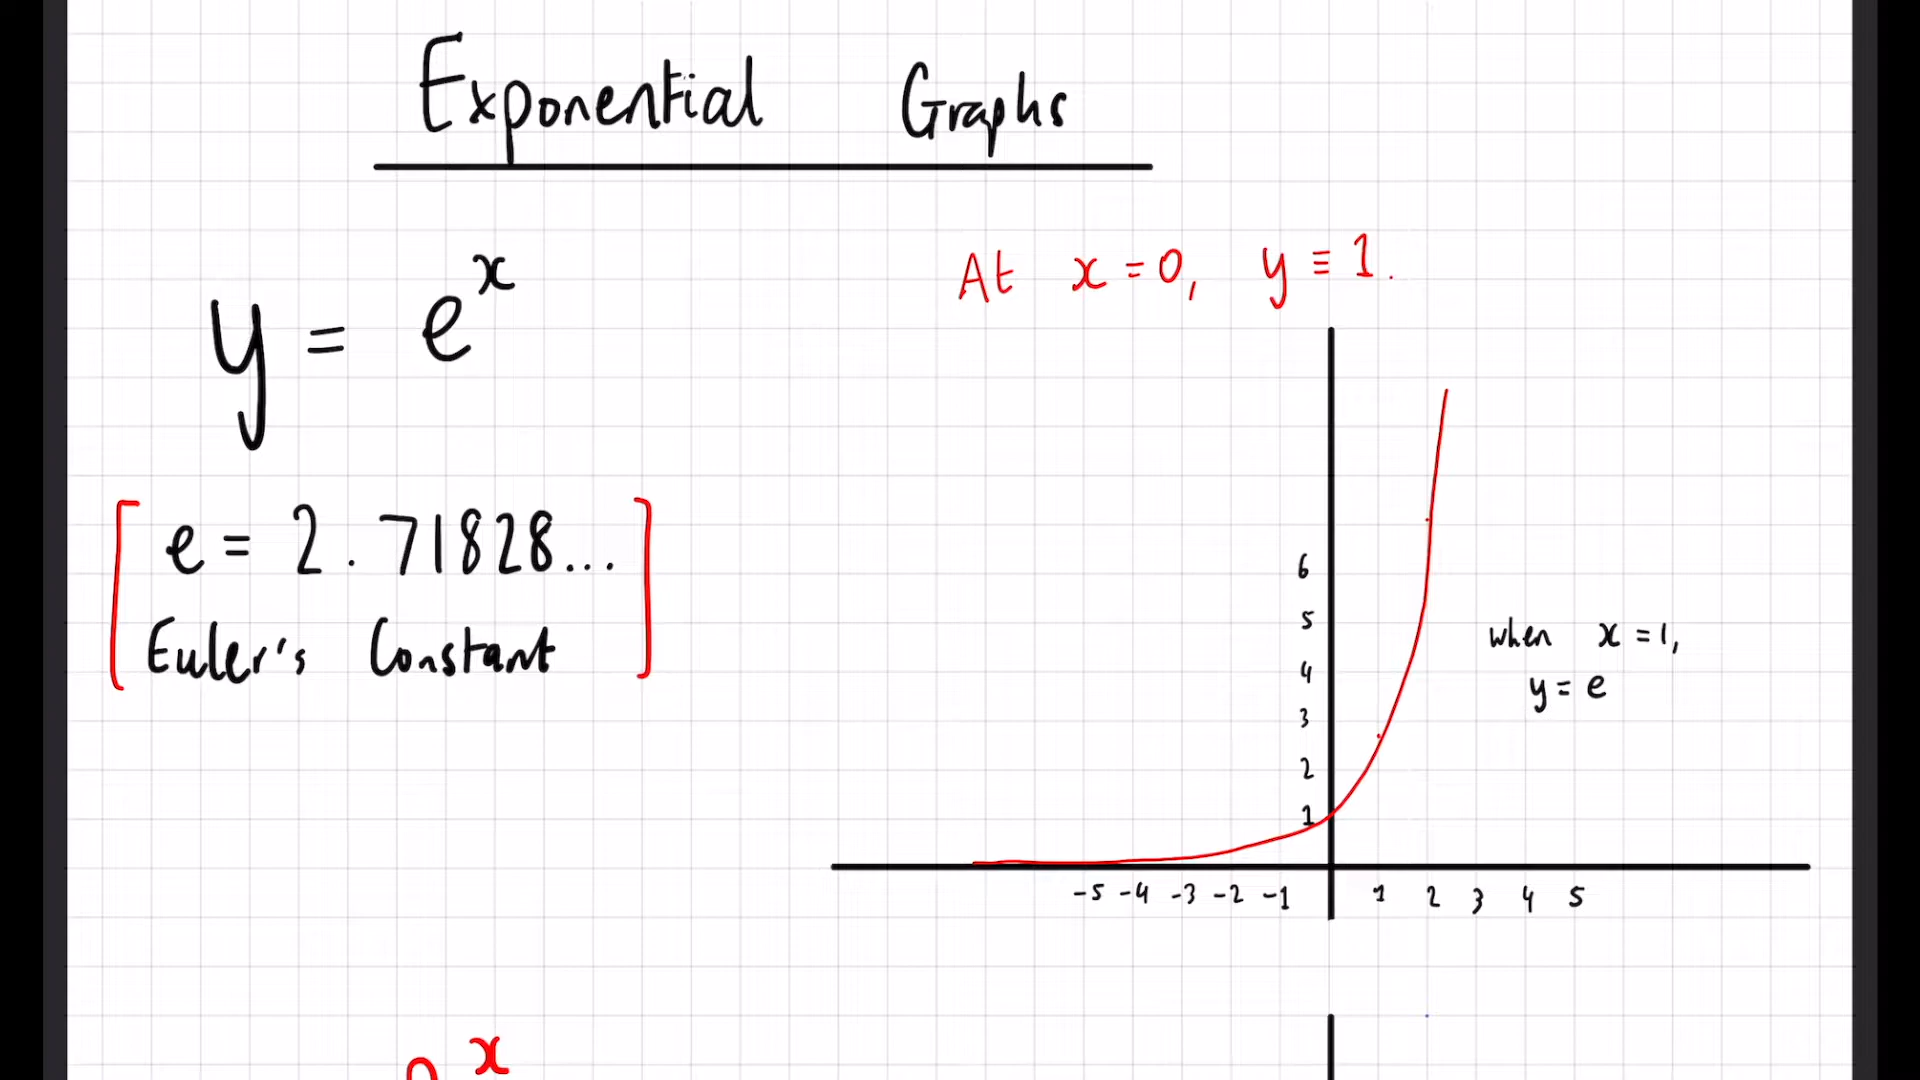 Exponential Graphs
y = eˣ
At x = 0, y ≡ 1.
[ e = 2.71828...
Euler's Constant ]
6
5
4
3
2
1
when x = 1,
y = e
-5 -4 -3 -2 -1 1 2 3 4 5
x